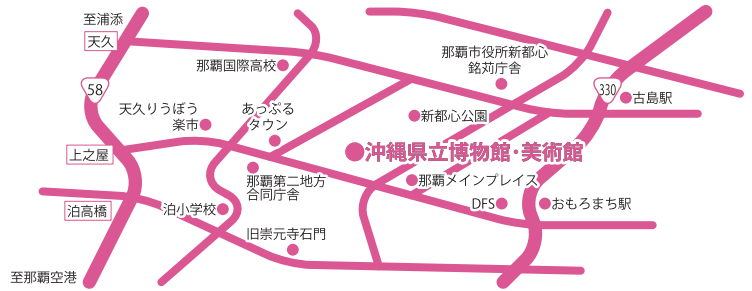 至浦添
天久
58
那覇国際高校
那覇市役所新都心
銘苅庁舎
330
古島駅
天久りうぼう
楽市
あっぷる
タウン
新都心公園
上之屋
沖縄県立博物館・美術館
那覇第二地方
合同庁舎
那覇メインプレイス
泊高橋
泊小学校
DFS
おもろまち駅
旧崇元寺石門
至那覇空港